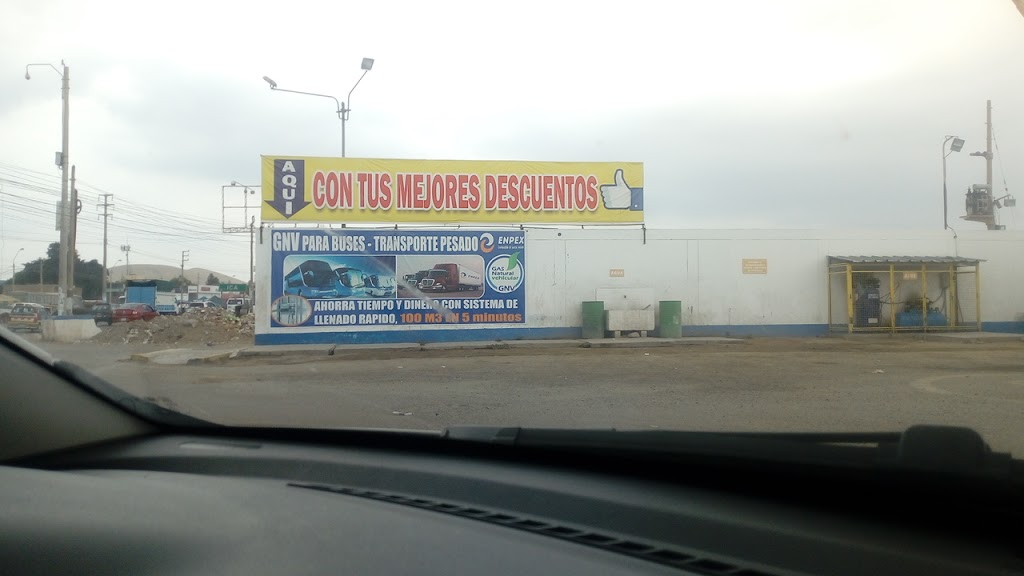 AQUI
CON TUS MEJORES DESCUENTOS
GNV PARA BUSES - TRANSPORTE PESADO
ENPEX
GAS
Natural
vehicular
GNV
AHORRA TIEMPO Y DINERO CON SISTEMA DE
LLENADO RAPIDO, 100 M3 EN 5 minutos